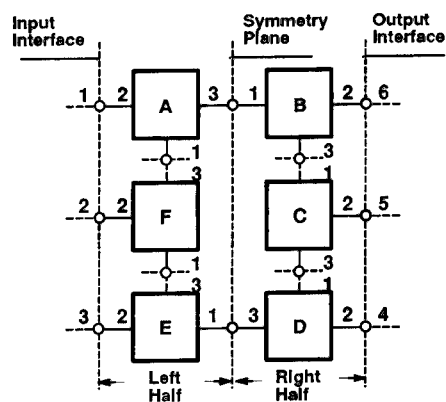 Input Interface
Symmetry Plane
Output Interface
1 2 A 3 1 B 2 6
1 3
3 1
2 2 F C 2 5
1 3
3 1
3 2 E 1 3 D 2 4
Left Half
Right Half